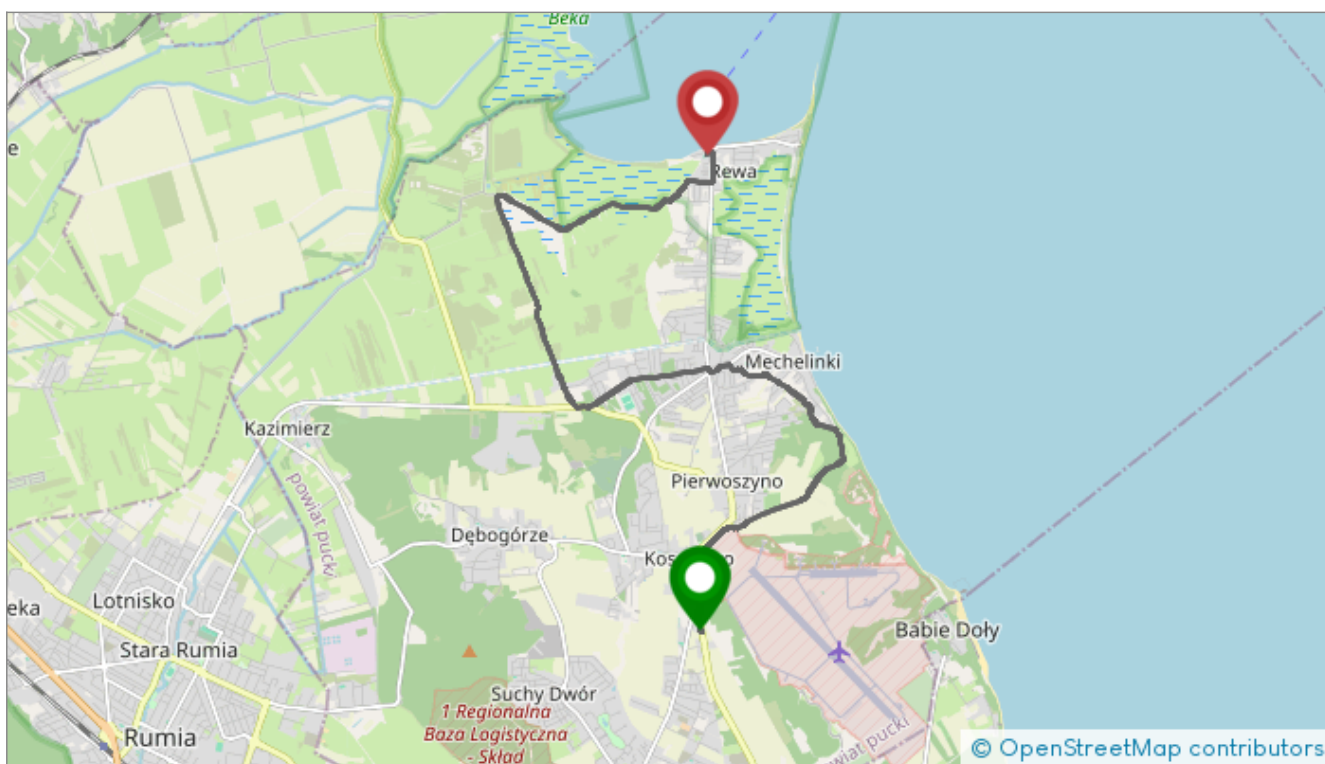 Beka
e
Rewa
Mechelinki
Kazimierz
powiat pucki
Pierwoszyno
Dębogórze
eka
Lotnisko
Babie Doły
Stara Rumia
Suchy Dwór
1 Regionalna
Baza Logistyczna
- Skład
Rumia
powiat pucki
© OpenStreetMap contributors